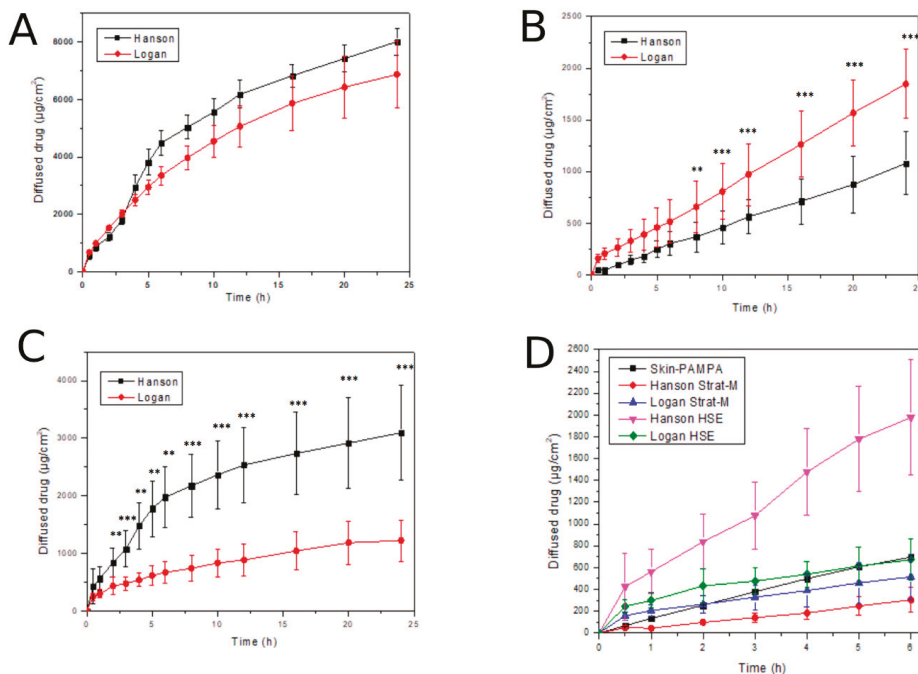 A
Hanson
Logan
Diffused drug (µg/cm²)
8000
6000
4000
2000
0
0 5 10 15 20 25
Time (h)
B
Hanson
Logan
Diffused drug (µg/cm²)
2500
2000
1500
1000
500
0
** *** *** *** *** ***
0 5 10 15 20 25
Time (h)
C
Hanson
Logan
Diffused drug (µg/cm²)
4000
3000
2000
1000
0
** *** ** ** ** *** *** *** *** *** ***
0 5 10 15 20 25
Time (h)
D
Skin-PAMPA
Hanson Strat-M
Logan Strat-M
Hanson HSE
Logan HSE
Diffused drug (µg/cm²)
2600
2400
2200
2000
1800
1600
1400
1200
1000
800
600
400
200
0
0 1 2 3 4 5 6
Time (h)